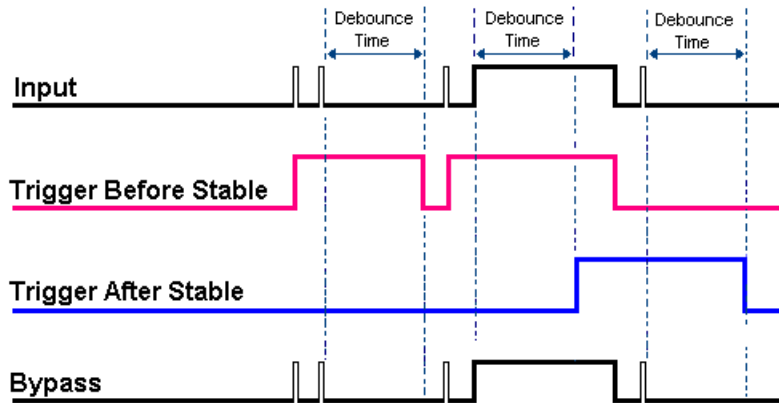 Debounce
Time
Debounce
Time
Debounce
Time
Input
Trigger Before Stable
Trigger After Stable
Bypass